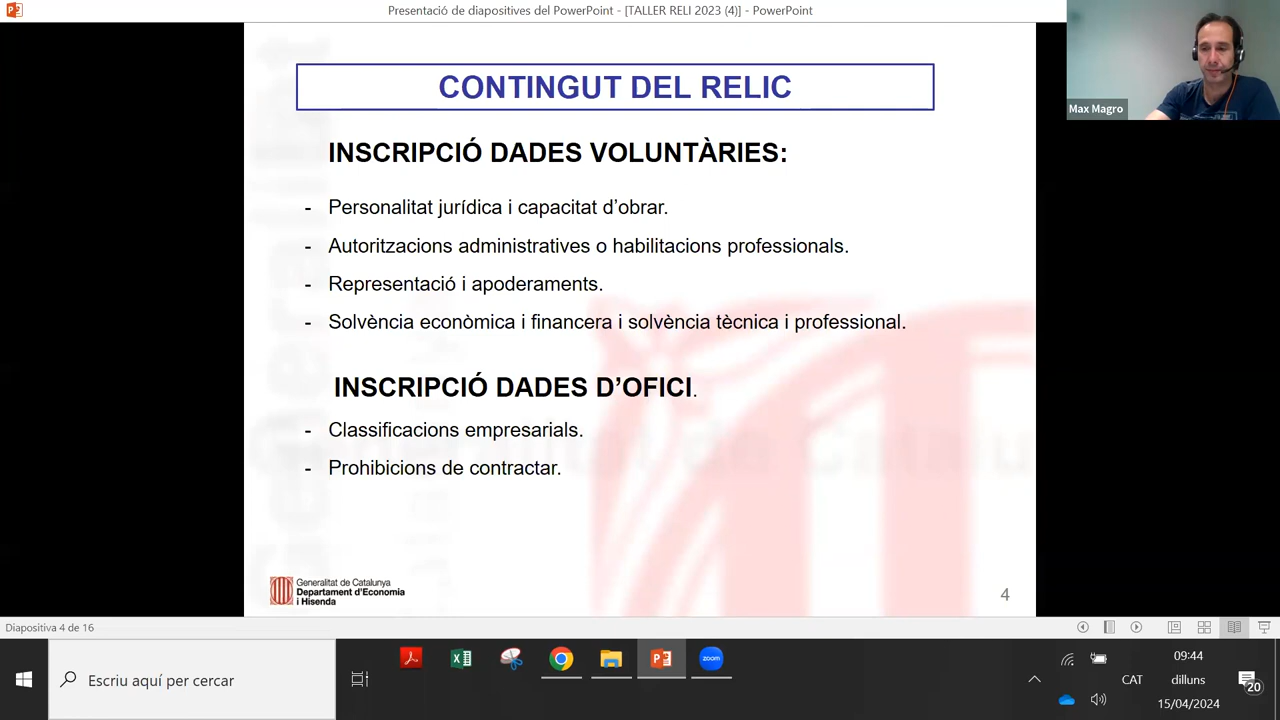 Presentació de diapositives del PowerPoint - [TALLER RELI 2023 (4)] - PowerPoint
Max Magro
CONTINGUT DEL RELIC
INSCRIPCIÓ DADES VOLUNTÀRIES:
- Personalitat jurídica i capacitat d’obrar.
- Autoritzacions administratives o habilitacions professionals.
- Representació i apoderaments.
- Solvència econòmica i financera i solvència tècnica i professional.
INSCRIPCIÓ DADES D’OFICI.
- Classificacions empresarials.
- Prohibicions de contractar.
Generalitat de Catalunya
Departament d’Economia
i Hisenda
4
Diapositiva 4 de 16
Escriu aquí per cercar
zoom
CAT
09:44
dilluns
15/04/2024
20